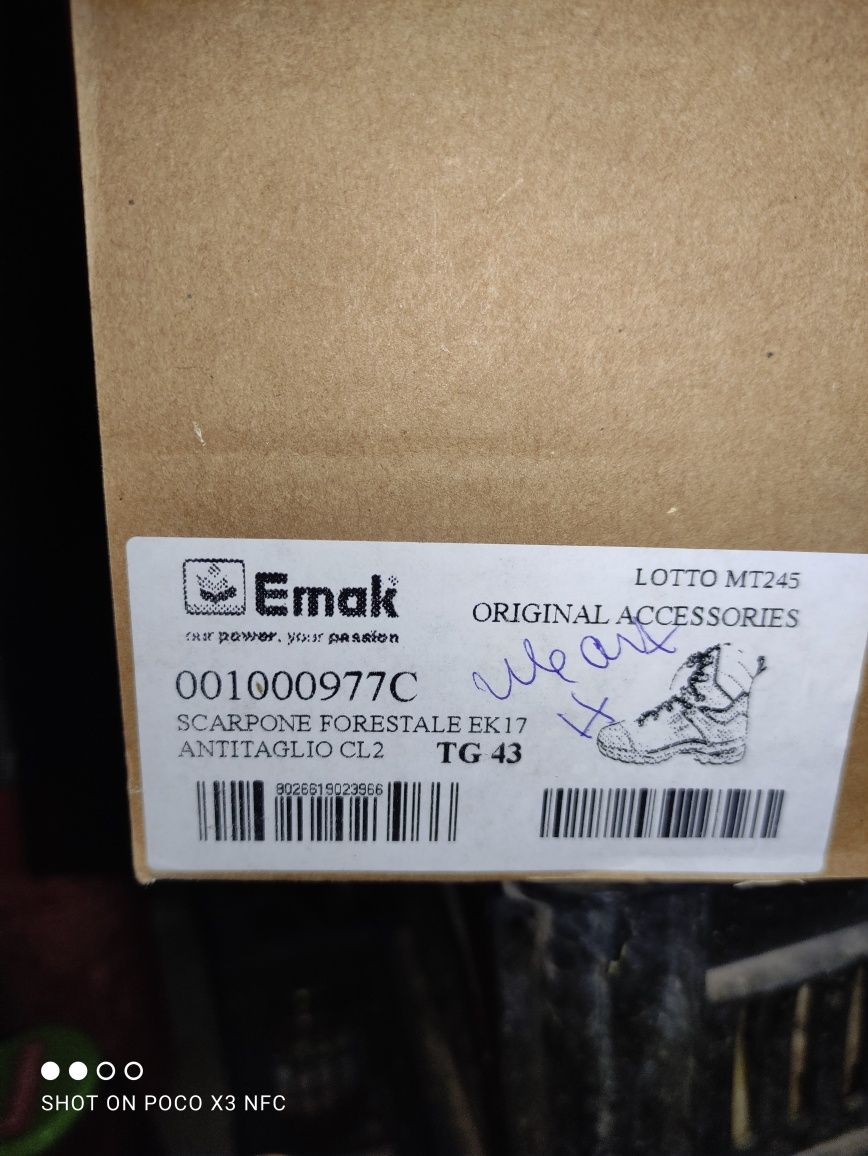 Emak
our power, your passion
LOTTO MT245
ORIGINAL ACCESSORIES
001000977C
SCARPONE FORESTALE EK17
ANTITAGLIO CL2 TG 43
8026619023966
SHOT ON POCO X3 NFC